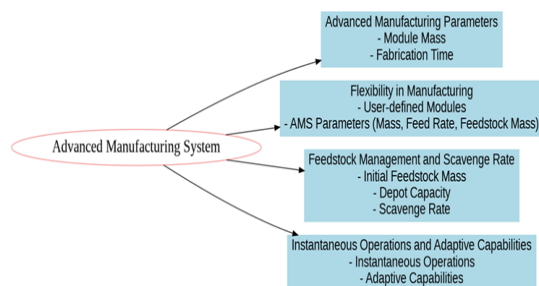 Advanced Manufacturing System
Advanced Manufacturing Parameters
- Module Mass
- Fabrication Time
Flexibility in Manufacturing
- User-defined Modules
- AMS Parameters (Mass, Feed Rate, Feedstock Mass)
Feedstock Management and Scavenge Rate
- Initial Feedstock Mass
- Depot Capacity
- Scavenge Rate
Instantaneous Operations and Adaptive Capabilities
- Instantaneous Operations
- Adaptive Capabilities